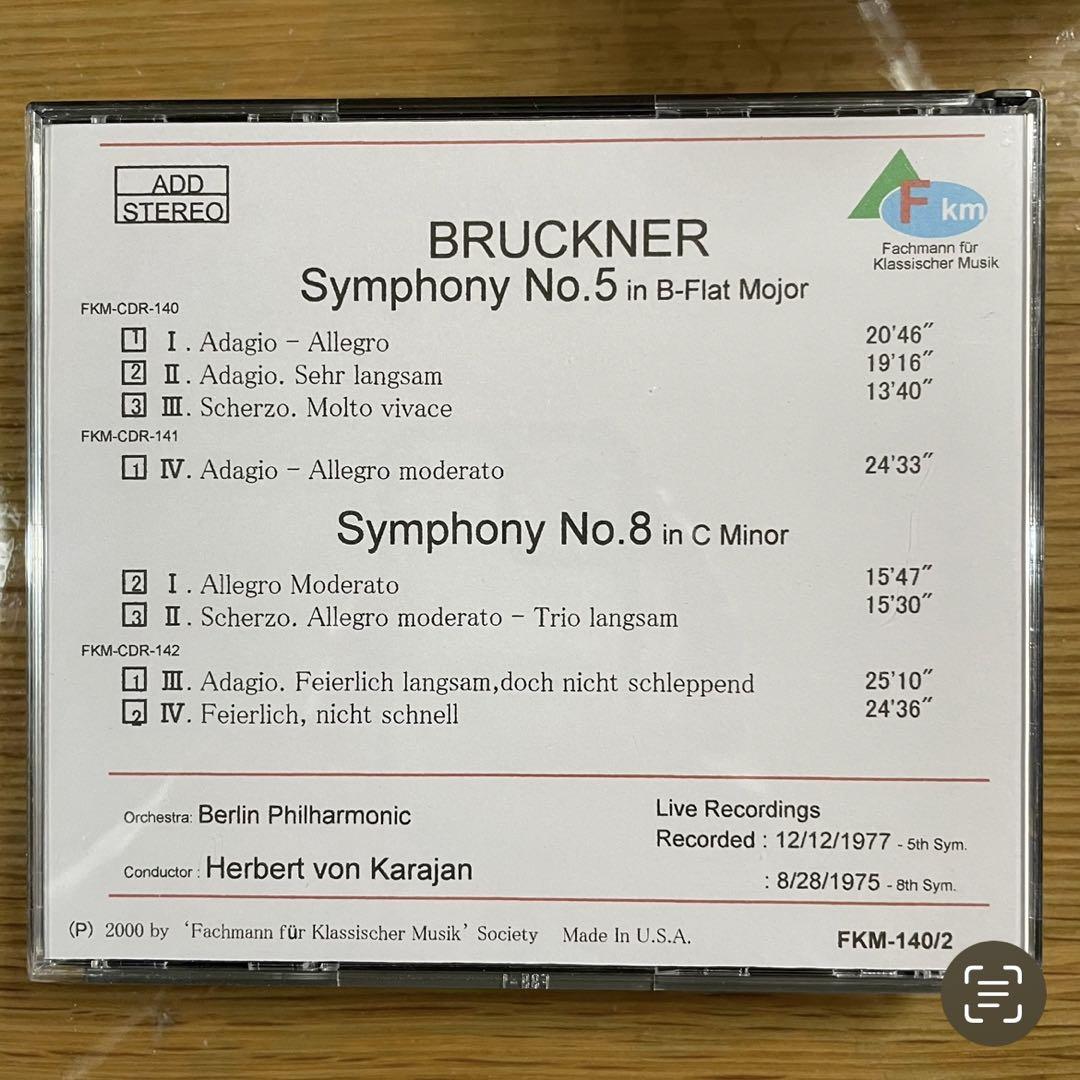 ADD
STEREO
F km
Fachmann für
Klassischer Musik
BRUCKNER
Symphony No.5 in B-Flat Mojor
FKM-CDR-140
1 I. Adagio - Allegro 20'46"
2 II. Adagio. Sehr langsam 19'16"
3 III. Scherzo. Molto vivace 13'40"
FKM-CDR-141
1 IV. Adagio - Allegro moderato 24'33"
Symphony No.8 in C Minor
2 I. Allegro Moderato 15'47"
3 II. Scherzo. Allegro moderato - Trio langsam 15'30"
FKM-CDR-142
1 III. Adagio. Feierlich langsam,doch nicht schleppend 25'10"
2 IV. Feierlich, nicht schnell 24'36"
Orchestra: Berlin Philharmonic
Conductor : Herbert von Karajan
Live Recordings
Recorded : 12/12/1977 - 5th Sym.
: 8/28/1975 - 8th Sym.
(P) 2000 by 'Fachmann für Klassischer Musik' Society Made In U.S.A.
FKM-140/2